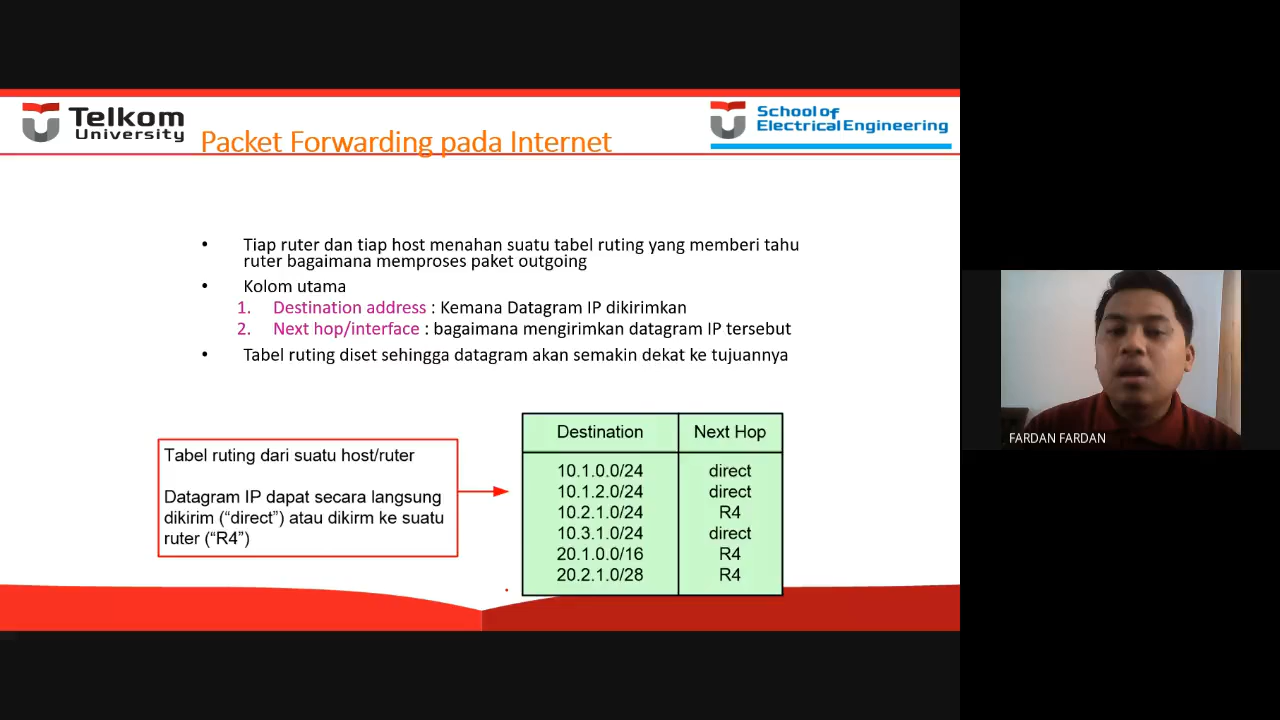 Telkom
University
School of
Electrical Engineering
Packet Forwarding pada Internet
• Tiap ruter dan tiap host menahan suatu tabel ruting yang memberi tahu
ruter bagaimana memproses paket outgoing
• Kolom utama
1. Destination address : Kemana Datagram IP dikirimkan
2. Next hop/interface : bagaimana mengirimkan datagram IP tersebut
• Tabel ruting diset sehingga datagram akan semakin dekat ke tujuannya
Tabel ruting dari suatu host/ruter
Datagram IP dapat secara langsung
dikirim (“direct”) atau dikirm ke suatu
ruter (“R4”)
Destination Next Hop
10.1.0.0/24 direct
10.1.2.0/24 direct
10.2.1.0/24 R4
10.3.1.0/24 direct
20.1.0.0/16 R4
20.2.1.0/28 R4
FARDAN FARDAN